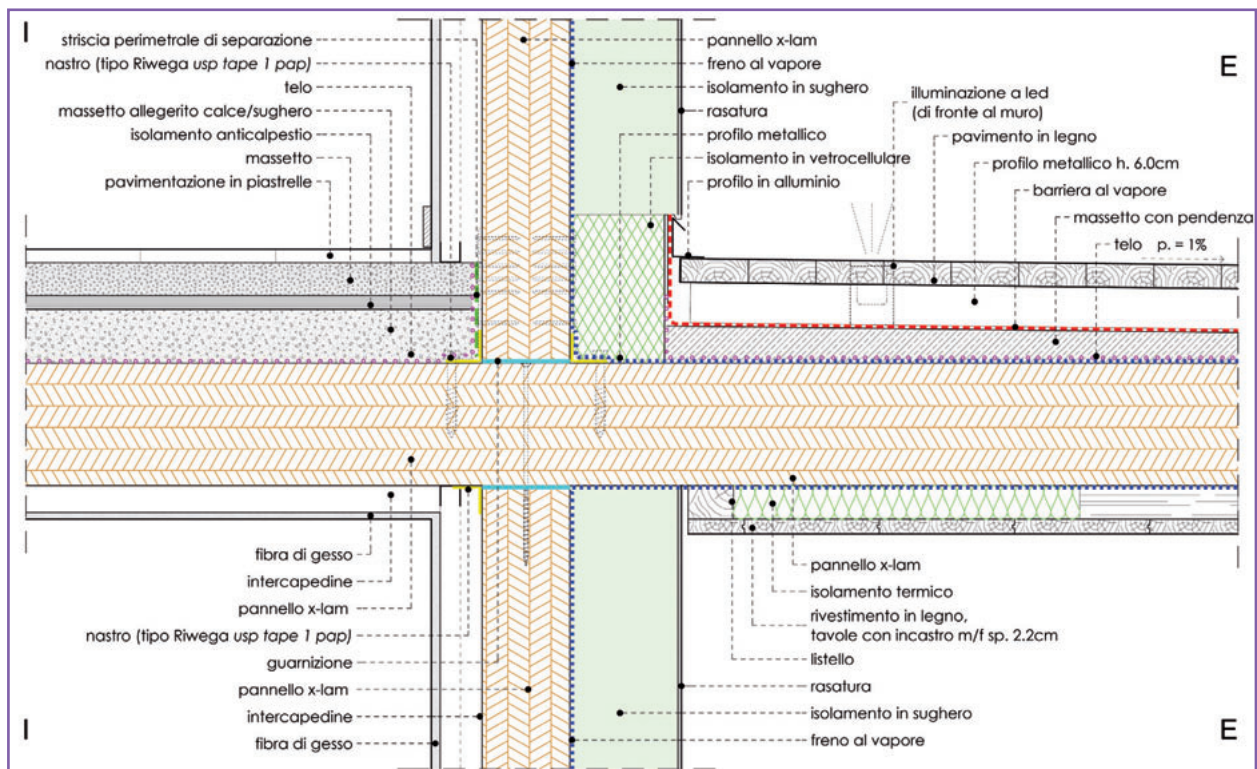 I
striscia perimetrale di separazione
nastro (tipo Riwega usp tape 1 pap)
telo
massetto allegerito calce/sughero
isolamento anticalpestio
massetto
pavimentazione in piastrelle
pannello x-lam
freno al vapore
isolamento in sughero
rasatura
profilo metallico
isolamento in vetrocellulare
profilo in alluminio
E
illuminazione a led
(di fronte al muro)
pavimento in legno
profilo metallico h. 6.0cm
barriera al vapore
massetto con pendenza
telo p. = 1%
fibra di gesso
intercapedine
pannello x-lam
nastro (tipo Riwega usp tape 1 pap)
guarnizione
pannello x-lam
intercapedine
fibra di gesso
I
pannello x-lam
isolamento termico
rivestimento in legno,
tavole con incastro m/f sp. 2.2cm
listello
rasatura
isolamento in sughero
freno al vapore
E